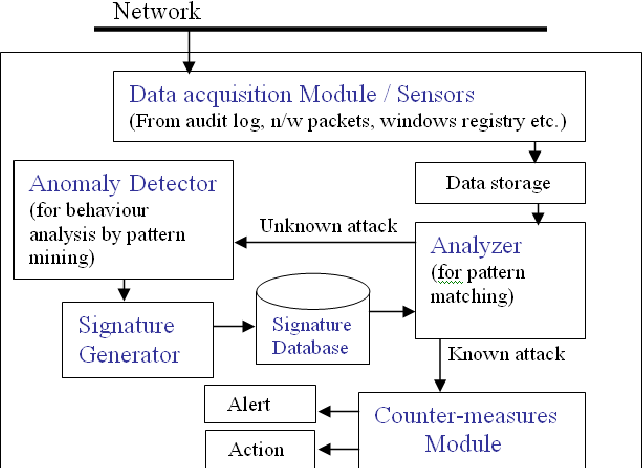 Network
Data acquisition Module / Sensors
(From audit log, n/w packets, windows registry etc.)
Data storage
Anomaly Detector
(for behaviour
analysis by pattern
mining)
Unknown attack
Analyzer
(for pattern
matching)
Signature
Generator
Signature
Database
Known attack
Alert
Action
Counter-measures
Module